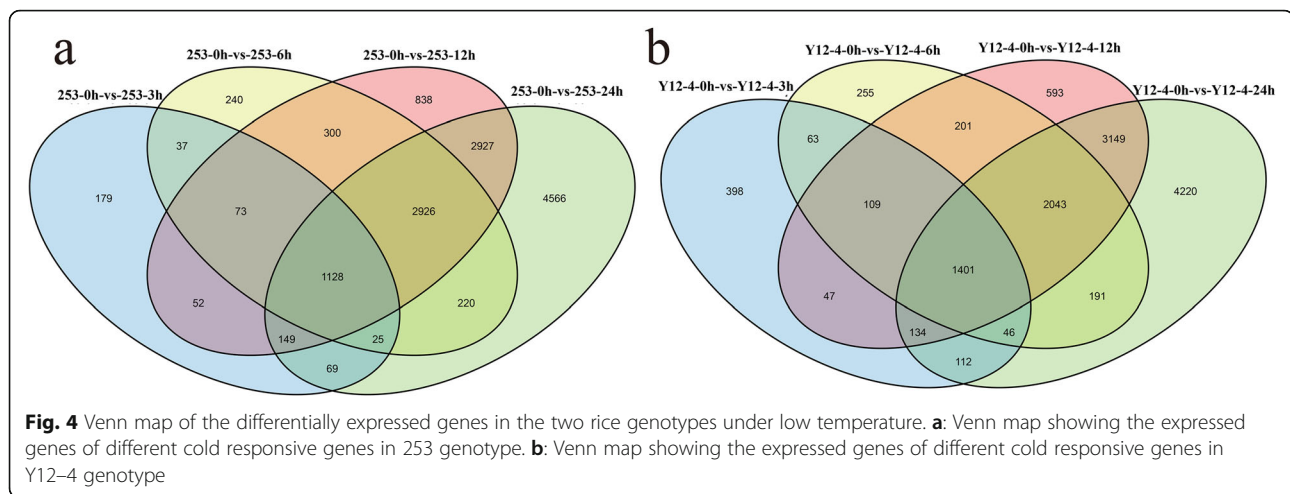 a
253-0h-vs-253-3h
253-0h-vs-253-6h
253-0h-vs-253-12h
253-0h-vs-253-24h
240
838
37
300
2927
179
73
2926
4566
1128
52
220
149
25
69
b
Y12-4-0h-vs-Y12-4-3h
Y12-4-0h-vs-Y12-4-6h
Y12-4-0h-vs-Y12-4-12h
Y12-4-0h-vs-Y12-4-24h
255
593
63
201
3149
398
109
2043
4220
1401
47
191
134
46
112
Fig. 4 Venn map of the differentially expressed genes in the two rice genotypes under low temperature. a: Venn map showing the expressed
genes of different cold responsive genes in 253 genotype. b: Venn map showing the expressed genes of different cold responsive genes in
Y12–4 genotype